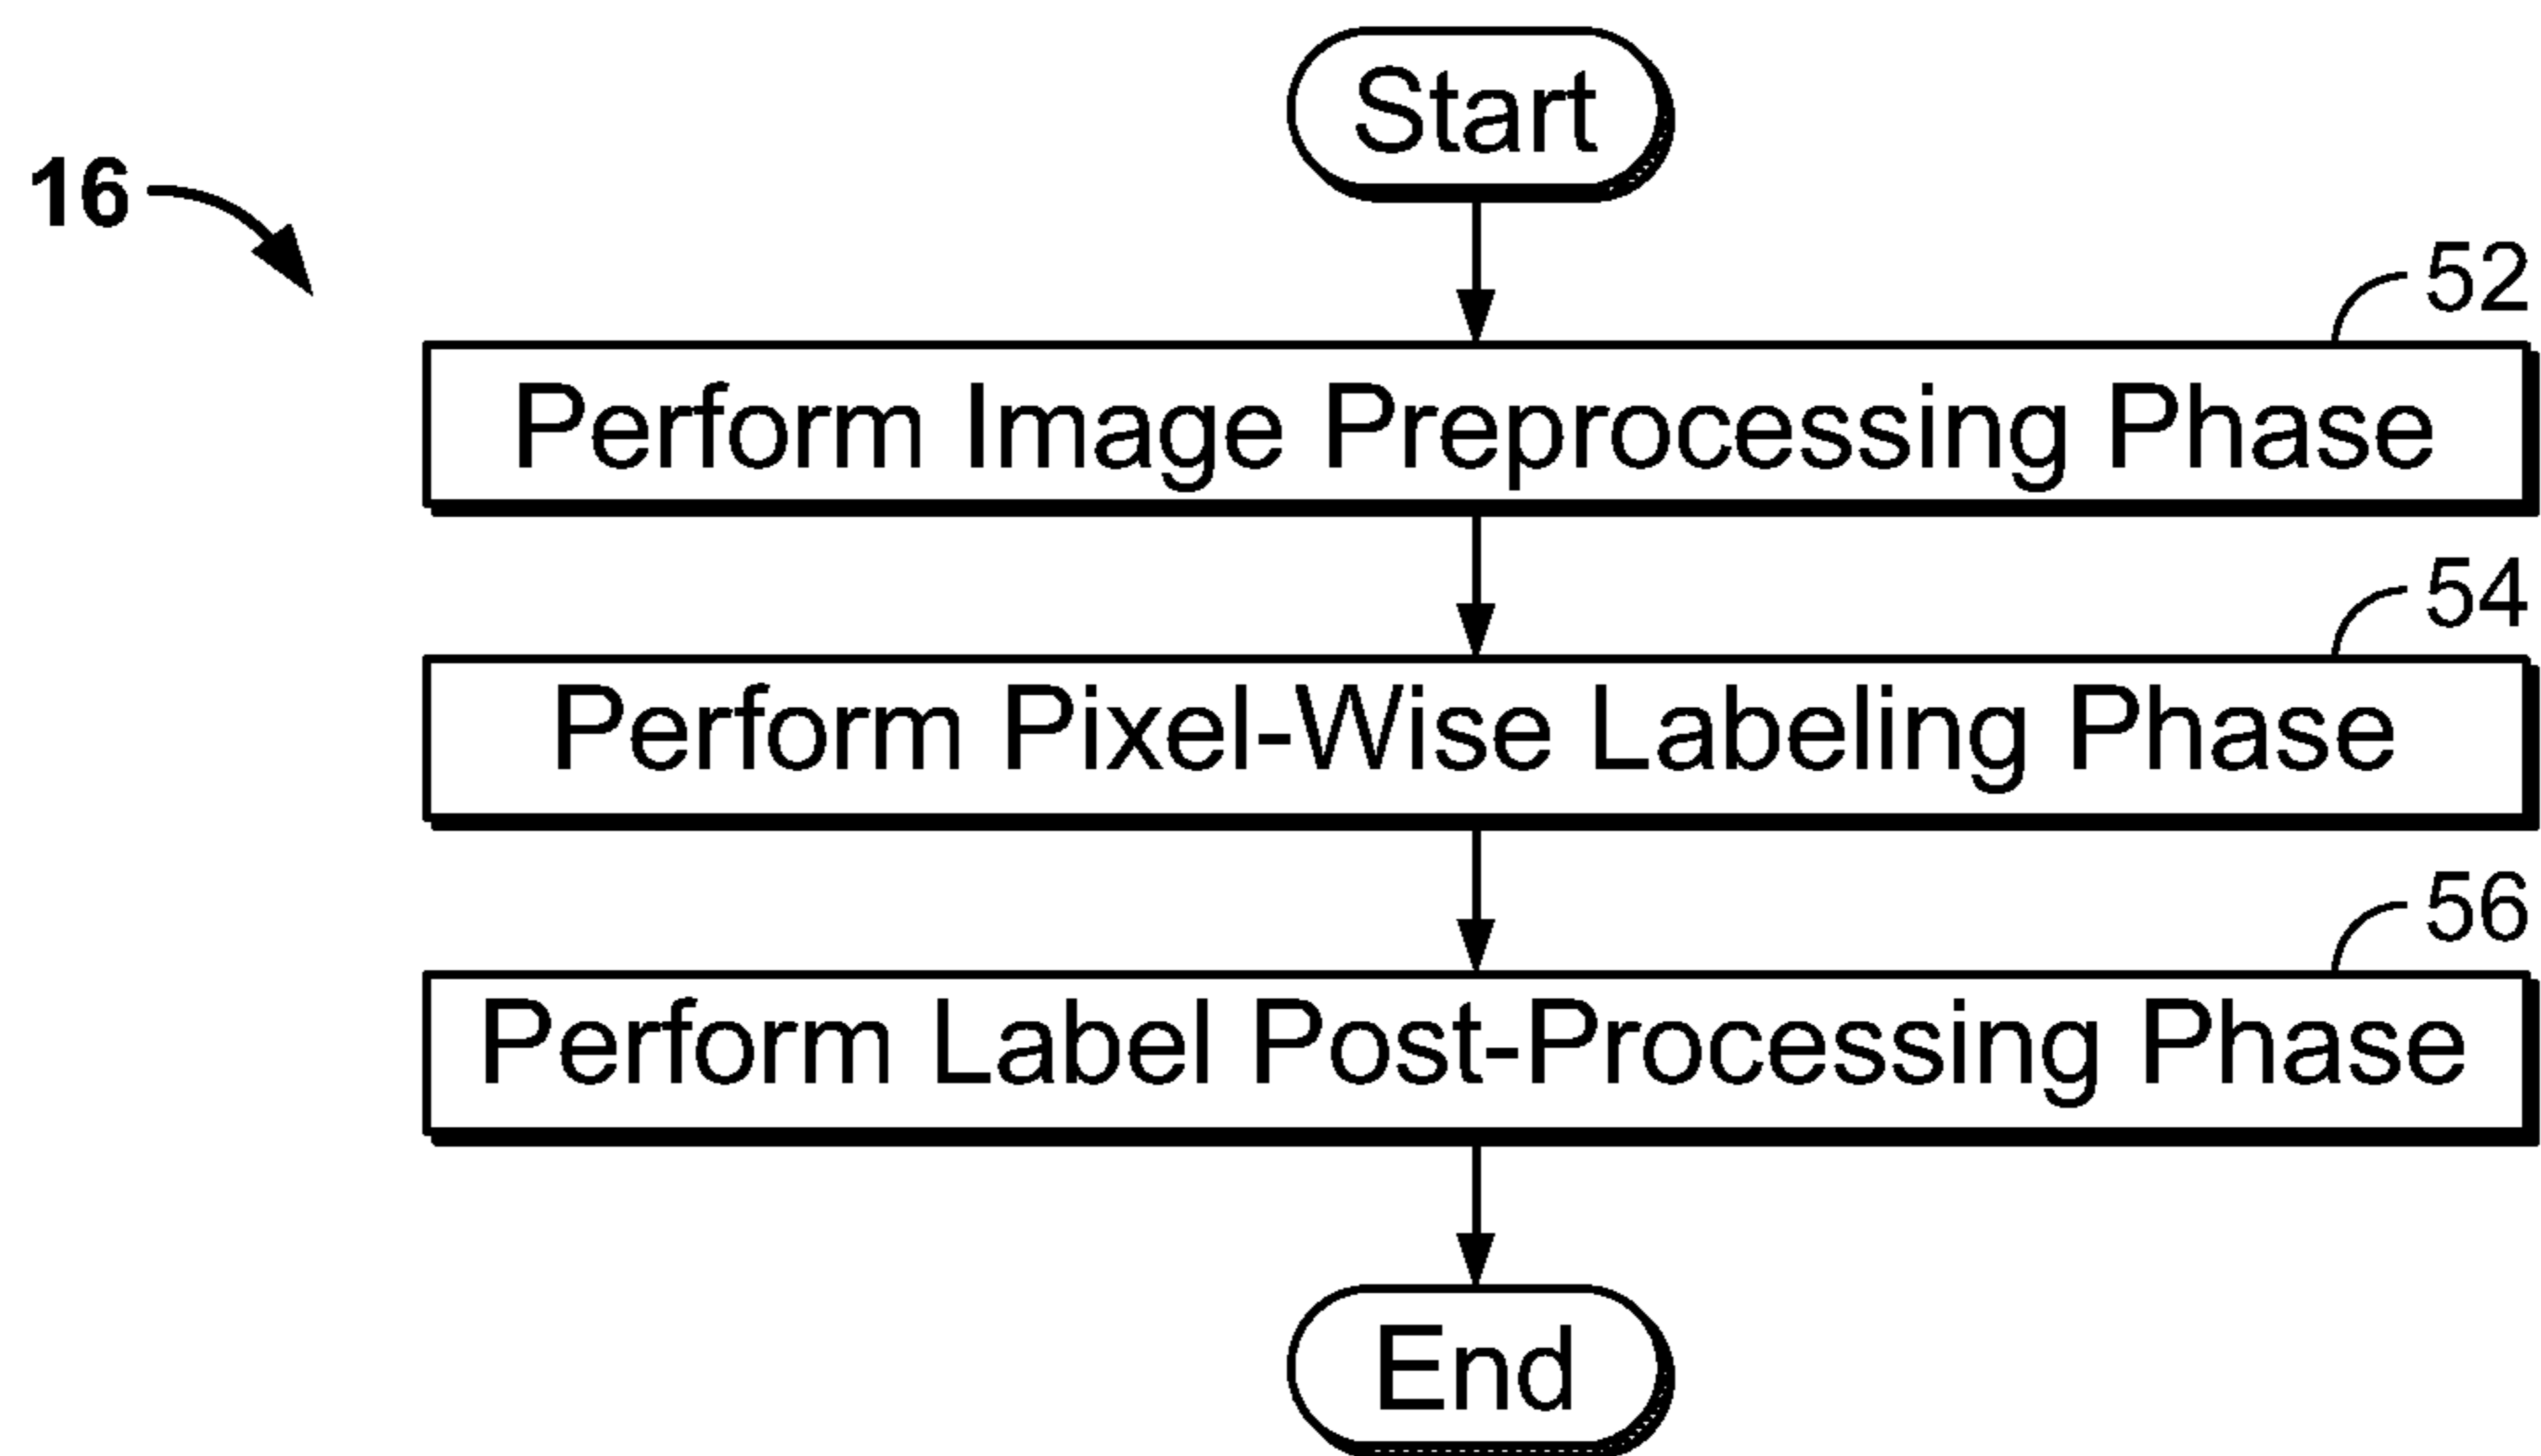 Start
16
52
Perform Image Preprocessing Phase
54
Perform Pixel-Wise Labeling Phase
56
Perform Label Post-Processing Phase
End